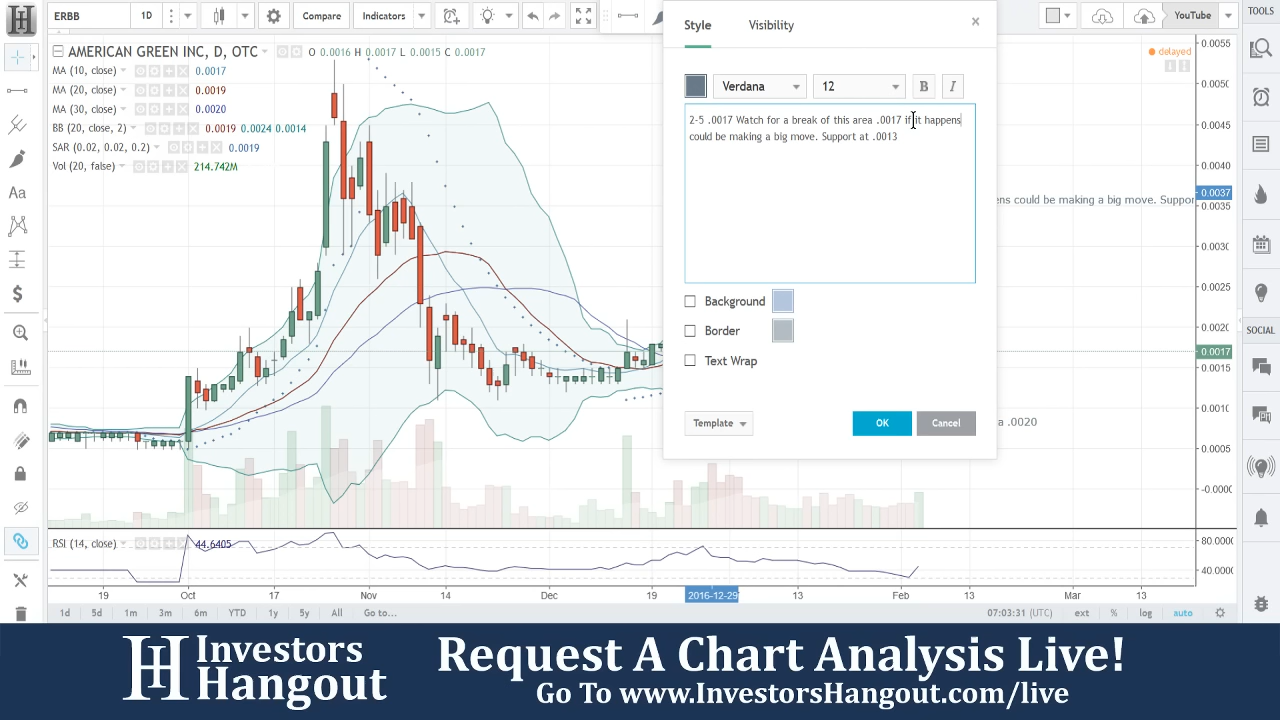 ERBB
1D
Compare
Indicators
YouTube
TOOLS
AMERICAN GREEN INC, D, OTC
O 0.0016 H 0.0017 L 0.0015 C 0.0017
MA (10, close) 0.0017
MA (20, close) 0.0019
MA (30, close) 0.0020
BB (20, close, 2) 0.0019 0.0024 0.0014
SAR (0.02, 0.02, 0.2) 0.0019
Vol (20, false) 214.742M
Style
Visibility
×
Verdana
12
B
I
2-5 .0017 Watch for a break of this area .0017 if it happens
could be making a big move. Support at .0013
Background
Border
Text Wrap
Template
OK
Cancel
delayed
ens could be making a big move. Suppor
a .0020
0.0055
0.0050
0.0045
0.0040
0.0037
0.0035
0.0030
0.0025
0.0020
0.0017
0.0015
0.0010
0.0005
-0.0000
SOCIAL
Aa
$
RSI (14, close) 44.6405
80.0000
40.0000
19
Oct
17
Nov
14
Dec
19
2016-12-29
13
Feb
13
Mar
13
1d
5d
1m
3m
6m
YTD
1y
5y
All
Go to...
07:03:31 (UTC)
ext
%
log
auto
Investors
Hangout
Request A Chart Analysis Live!
Go To www.InvestorsHangout.com/live